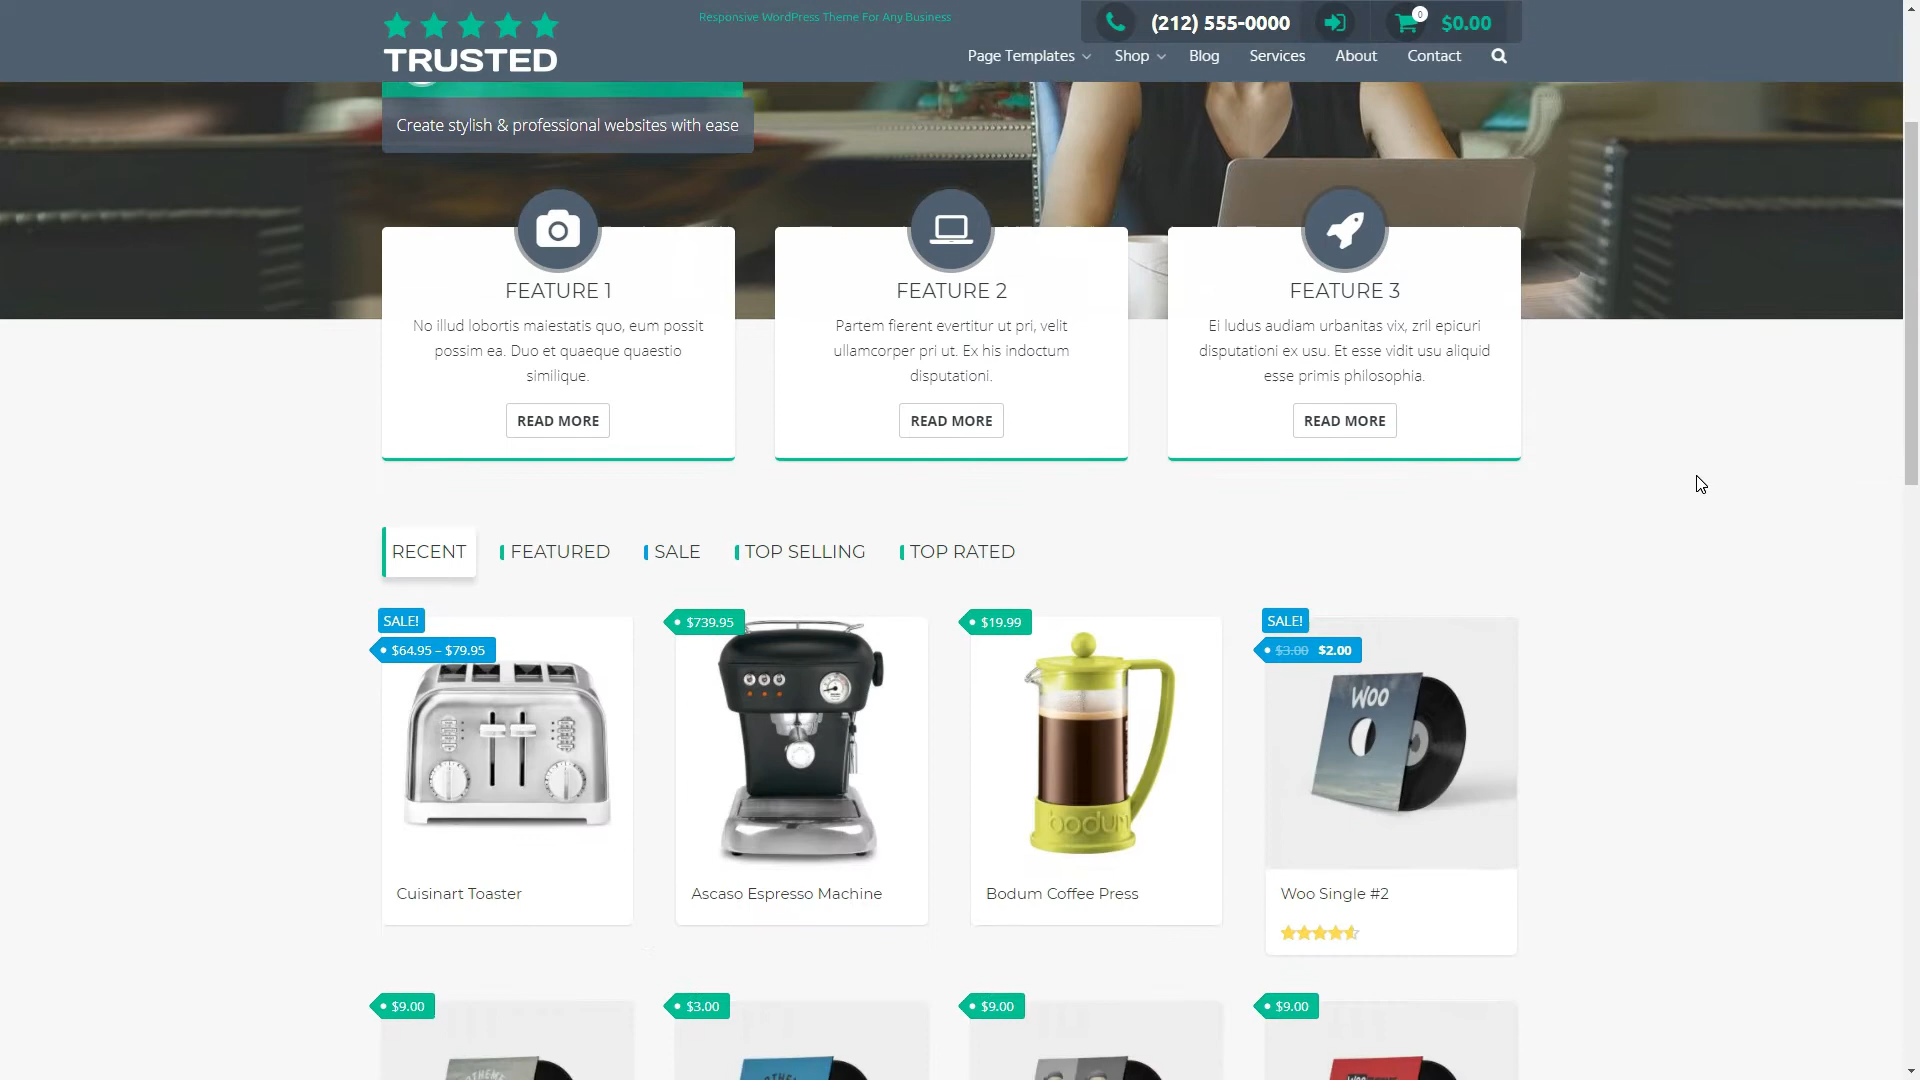 TRUSTED
Responsive WordPress Theme For Any Business
(212) 555-0000
0
$0.00
Page Templates
Shop
Blog
Services
About
Contact
Create stylish & professional websites with ease
FEATURE 1
No illud lobortis maiestatis quo, eum possit
possim ea. Duo et quaeque quaestio
similique.
READ MORE
FEATURE 2
Partem fierent evertitur ut pri, velit
ullamcorper pri ut. Ex his indoctum
disputationi.
READ MORE
FEATURE 3
Ei ludus audiam urbanitas vix, zril epicuri
disputationi ex usu. Et esse vidit usu aliquid
esse primis philosophia.
READ MORE
RECENT
FEATURED
SALE
TOP SELLING
TOP RATED
SALE!
$64.95 – $79.95
Cuisinart Toaster
$739.95
Ascaso Espresso Machine
$19.99
bodum
Bodum Coffee Press
SALE!
$3.00 $2.00
WOO
Woo Single #2
$9.00
$3.00
$9.00
$9.00